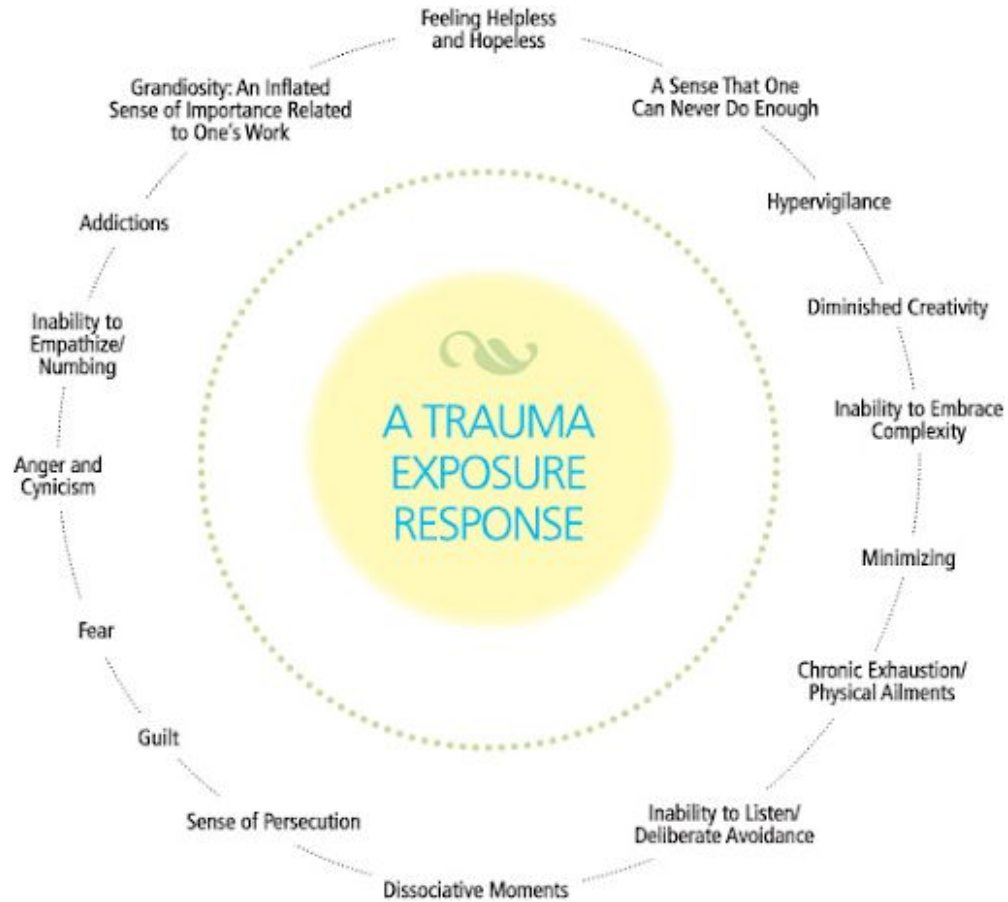 A TRAUMA
EXPOSURE
RESPONSE
Feeling Helpless
and Hopeless
A Sense That One
Can Never Do Enough
Hypervigilance
Diminished Creativity
Inability to Embrace
Complexity
Minimizing
Chronic Exhaustion/
Physical Ailments
Inability to Listen/
Deliberate Avoidance
Dissociative Moments
Sense of Persecution
Guilt
Fear
Anger and
Cynicism
Inability to
Empathize/
Numbing
Addictions
Grandiosity: An Inflated
Sense of Importance Related
to One's Work